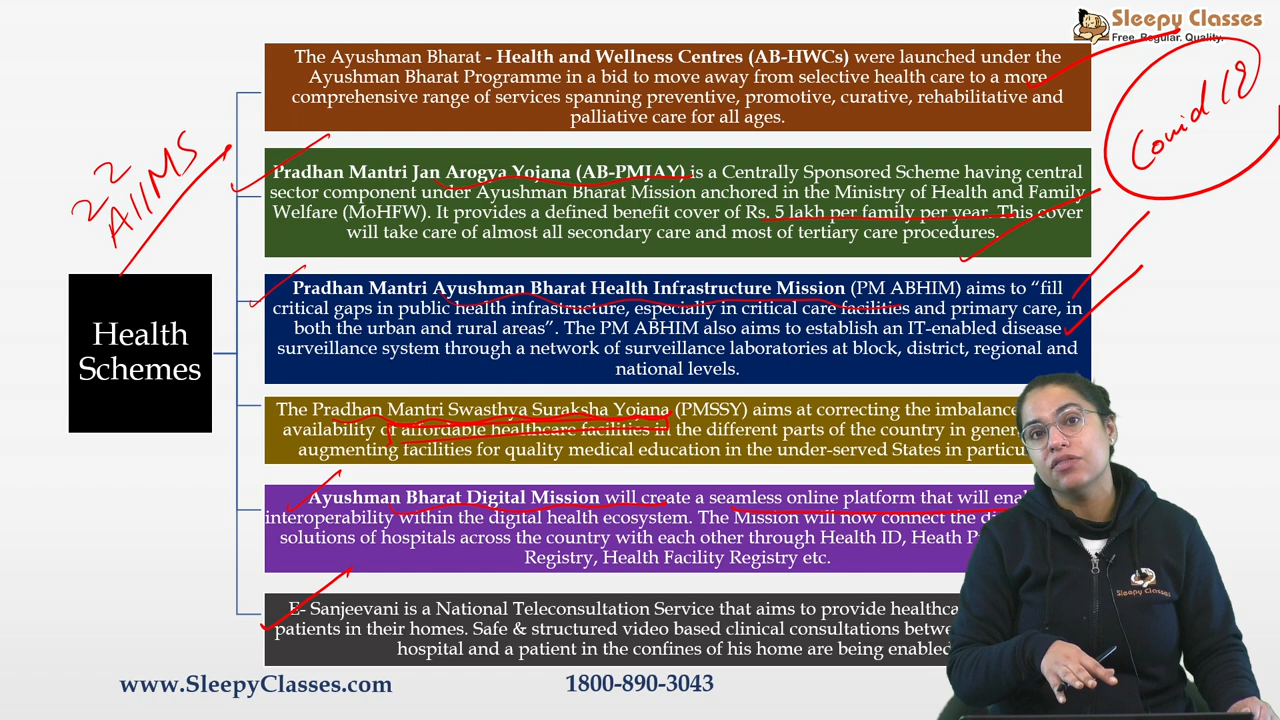 Sleepy Classes
Free. Regular. Quality.
The Ayushman Bharat - Health and Wellness Centres (AB-HWCs) were launched under the
Ayushman Bharat Programme in a bid to move away from selective health care to a more
comprehensive range of services spanning preventive, promotive, curative, rehabilitative and
palliative care for all ages.
Covid 19
22
AIIMS
Pradhan Mantri Jan Arogya Yojana (AB-PMJAY) is a Centrally Sponsored Scheme having central
sector component under Ayushman Bharat Mission anchored in the Ministry of Health and Family
Welfare (MoHFW). It provides a defined benefit cover of Rs. 5 lakh per family per year. This cover
will take care of almost all secondary care and most of tertiary care procedures.
Health
Schemes
Pradhan Mantri Ayushman Bharat Health Infrastructure Mission (PM ABHIM) aims to “fill
critical gaps in public health infrastructure, especially in critical care facilities and primary care, in
both the urban and rural areas”. The PM ABHIM also aims to establish an IT-enabled disease
surveillance system through a network of surveillance laboratories at block, district, regional and
national levels.
The Pradhan Mantri Swasthya Suraksha Yojana (PMSSY) aims at correcting the imbalance
availability of affordable healthcare facilities in the different parts of the country in
augmenting facilities for quality medical education in the under-served States in
Ayushman Bharat Digital Mission will create a seamless online platform that will
interoperability within the digital health ecosystem. The Mission will now connect the
solutions of hospitals across the country with each other through Health ID, Heath
Registry, Health Facility Registry etc.
E- Sanjeevani is a National Teleconsultation Service that aims to provide
patients in their homes. Safe & structured video based clinical consultations
hospital and a patient in the confines of his home are being enabled
Sleepy Classes
www.SleepyClasses.com
1800-890-3043